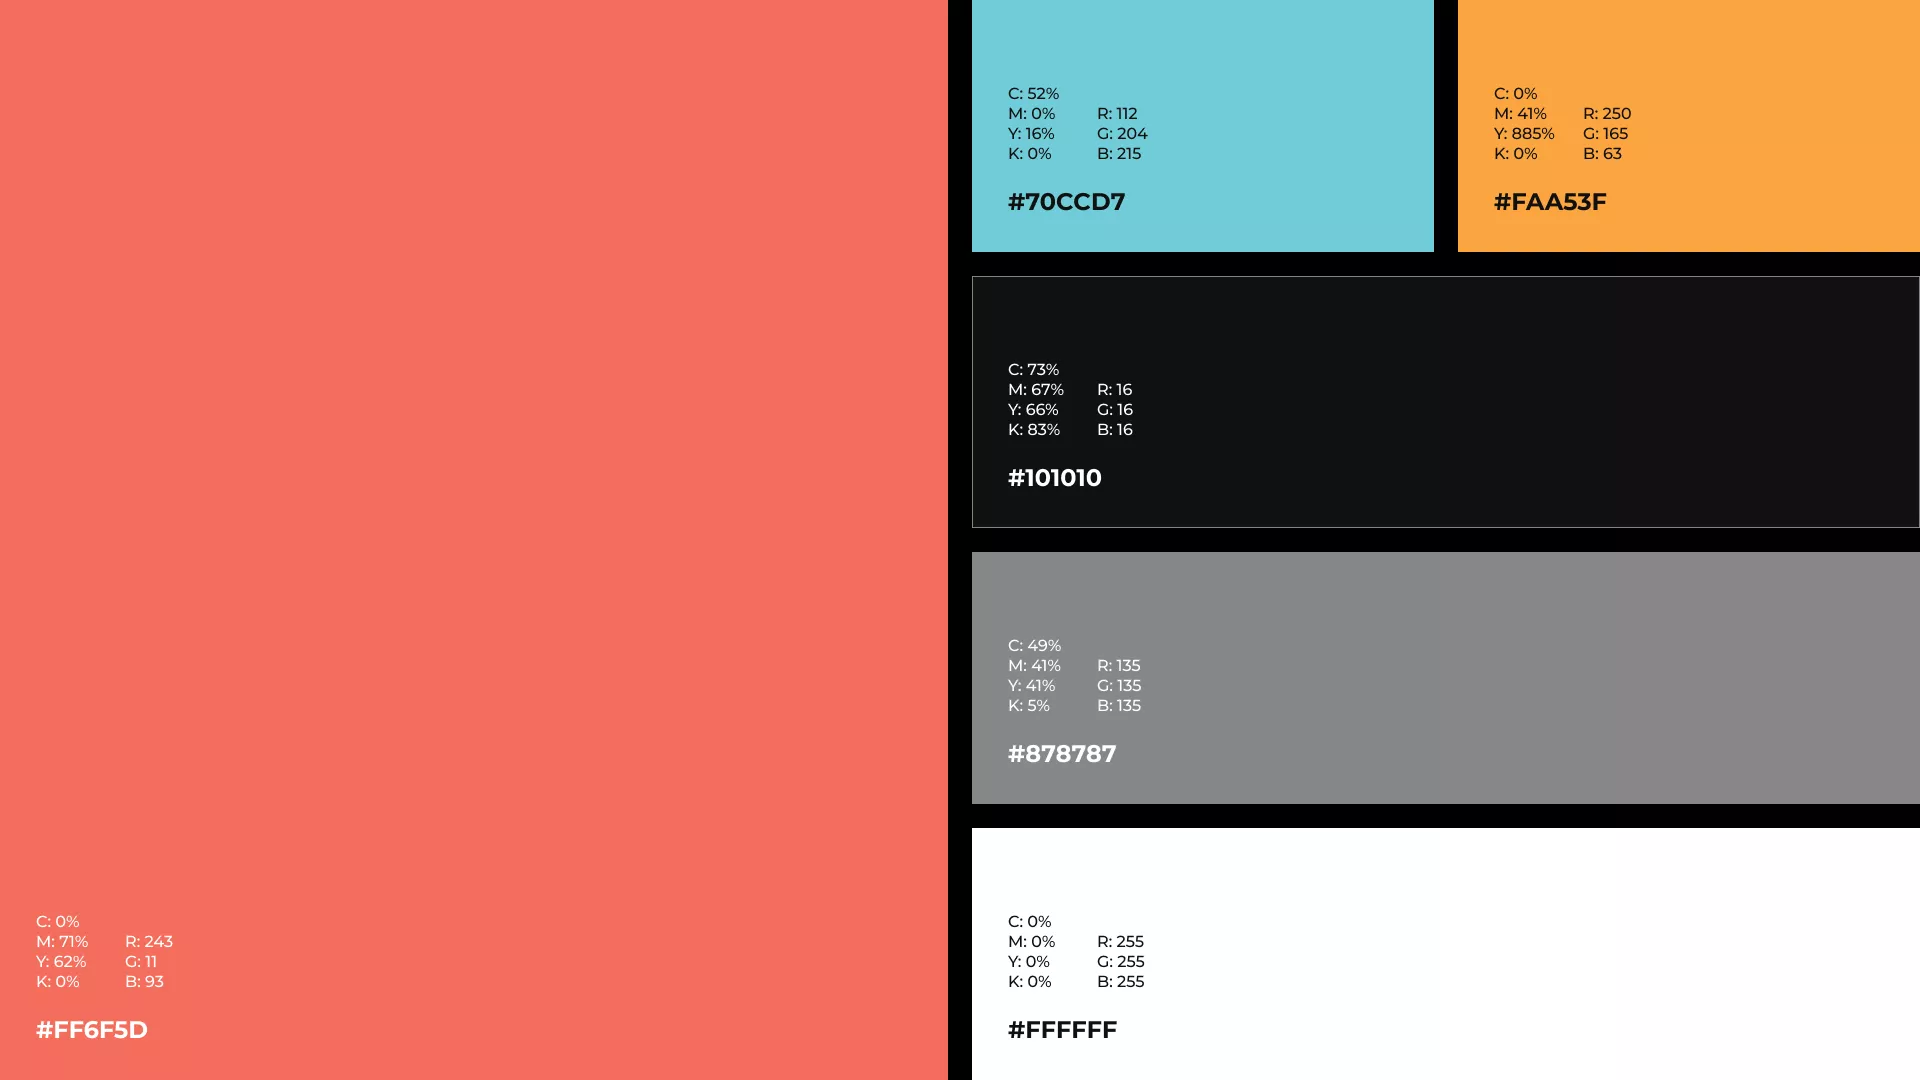 C: 0%
M: 71%
Y: 62%
K: 0%
R: 243
G: 11
B: 93
#FF6F5D
C: 52%
M: 0%
Y: 16%
K: 0%
R: 112
G: 204
B: 215
#70CCD7
C: 0%
M: 41%
Y: 885%
K: 0%
R: 250
G: 165
B: 63
#FAA53F
C: 73%
M: 67%
Y: 66%
K: 83%
R: 16
G: 16
B: 16
#101010
C: 49%
M: 41%
Y: 41%
K: 5%
R: 135
G: 135
B: 135
#878787
C: 0%
M: 0%
Y: 0%
K: 0%
R: 255
G: 255
B: 255
#FFFFFF